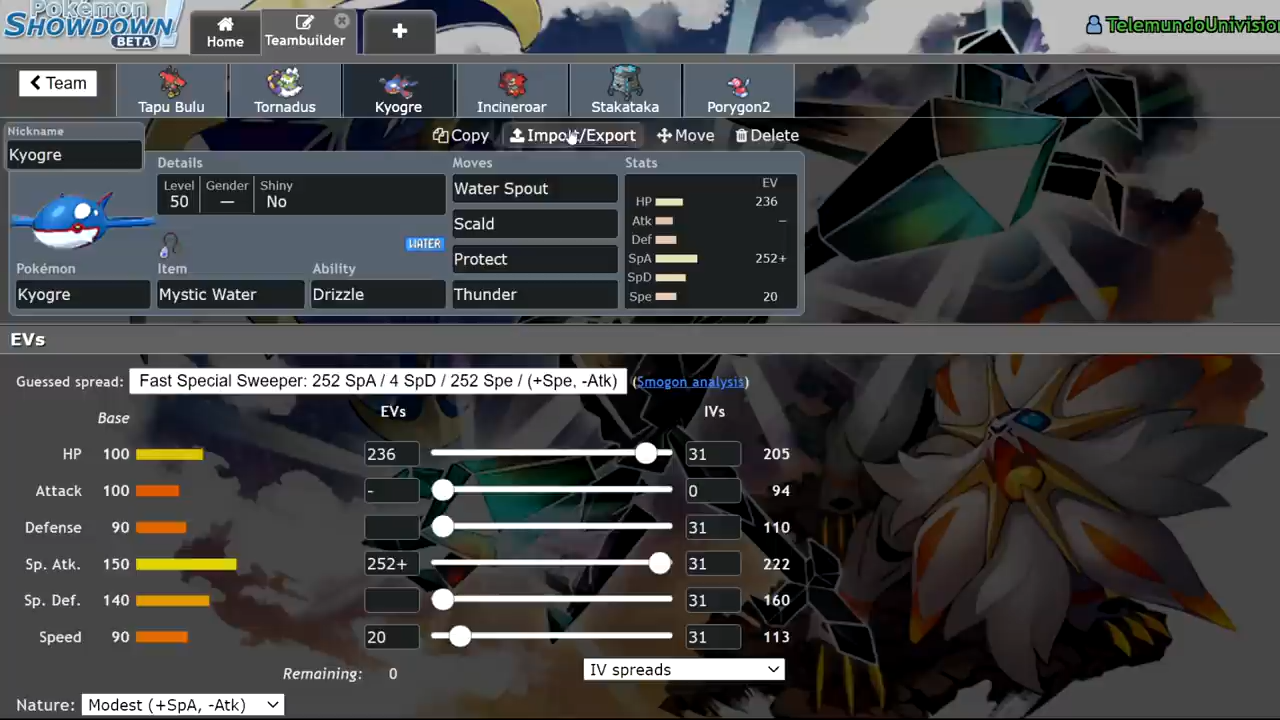 Pokémon
SHOWDOWN!
BETA
Home
Teambuilder
TelemundoUnivisio
Team
Tapu Bulu
Tornadus
Kyogre
Incineroar
Stakataka
Porygon2
Copy
Import/Export
Move
Delete
Nickname
Kyogre
Details
Level
50
Gender
—
Shiny
No
WATER
Pokémon
Kyogre
Item
Mystic Water
Ability
Drizzle
Moves
Water Spout
Scald
Protect
Thunder
Stats
EV
HP 236
Atk –
Def
SpA 252+
SpD
Spe 20
EVs
Guessed spread: Fast Special Sweeper: 252 SpA / 4 SpD / 252 Spe / (+Spe, -Atk) (Smogon analysis)
Base EVs IVs
HP 100 236 31 205
Attack 100 - 0 94
Defense 90 31 110
Sp. Atk. 150 252+ 31 222
Sp. Def. 140 31 160
Speed 90 20 31 113
Remaining: 0 IV spreads
Nature: Modest (+SpA, -Atk)